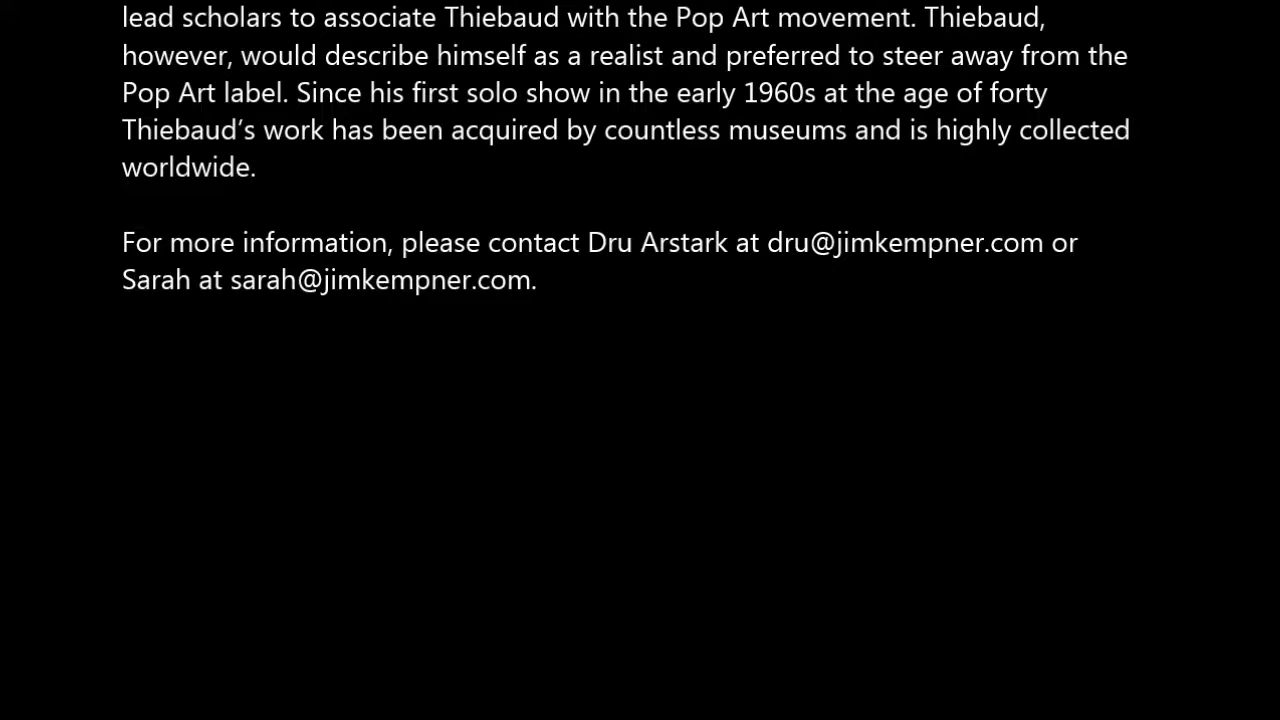 lead scholars to associate Thiebaud with the Pop Art movement. Thiebaud,
however, would describe himself as a realist and preferred to steer away from the
Pop Art label. Since his first solo show in the early 1960s at the age of forty
Thiebaud’s work has been acquired by countless museums and is highly collected
worldwide.
For more information, please contact Dru Arstark at dru@jimkempner.com or
Sarah at sarah@jimkempner.com.